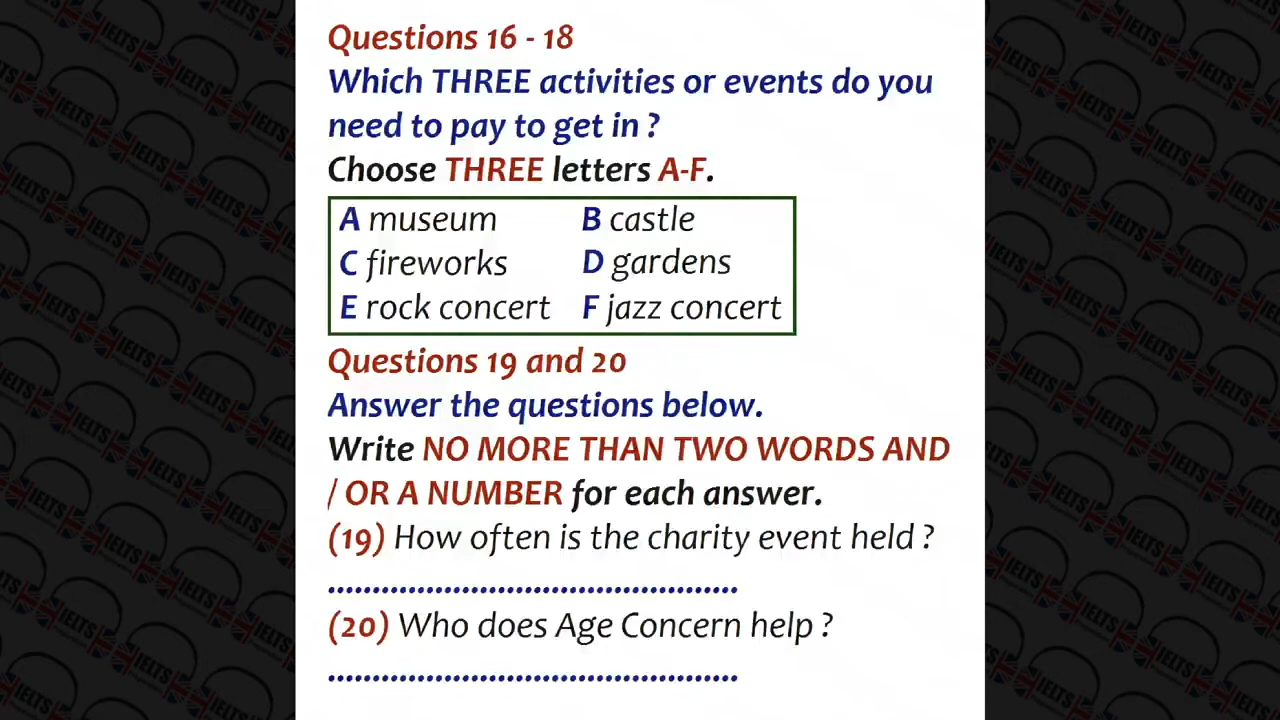 Questions 16 - 18
Which THREE activities or events do you
need to pay to get in ?
Choose THREE letters A-F.
A museum B castle
C fireworks D gardens
E rock concert F jazz concert
Questions 19 and 20
Answer the questions below.
Write NO MORE THAN TWO WORDS AND
/ OR A NUMBER for each answer.
(19) How often is the charity event held ?
.............................................
(20) Who does Age Concern help ?
.............................................